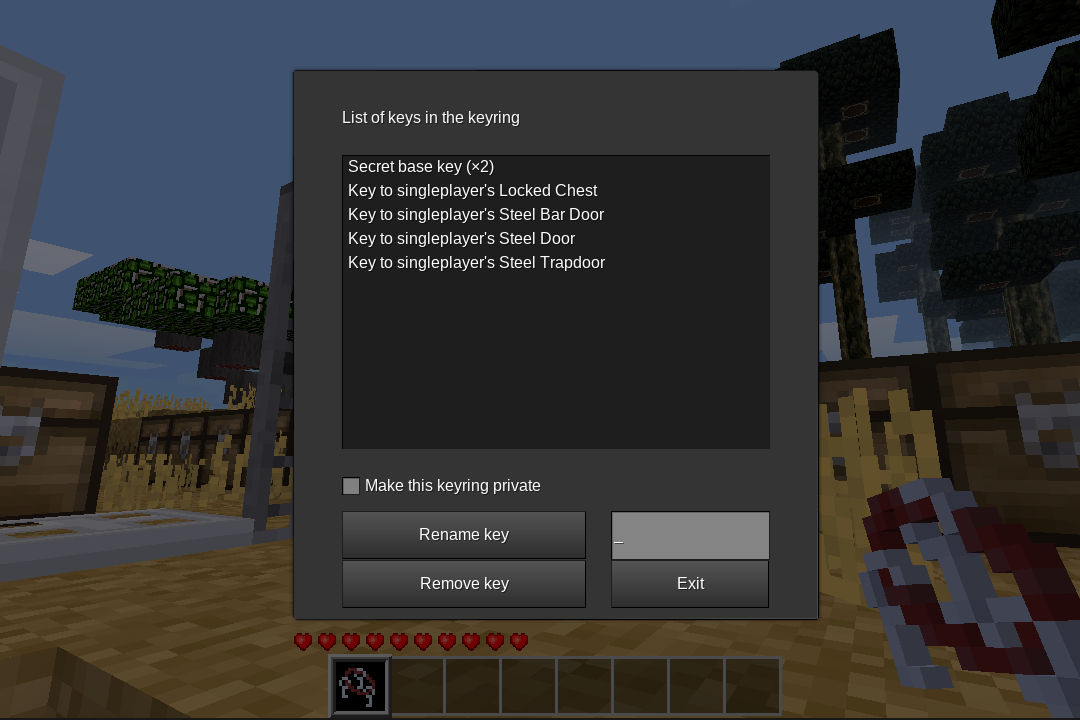 List of keys in the keyring
Secret base key (×2)
Key to singleplayer's Locked Chest
Key to singleplayer's Steel Bar Door
Key to singleplayer's Steel Door
Key to singleplayer's Steel Trapdoor
Make this keyring private
Rename key
_
Remove key
Exit